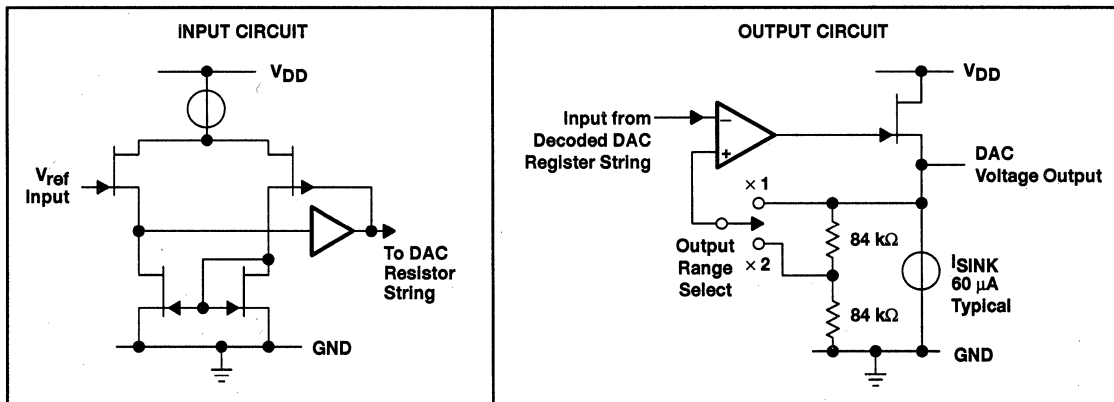 INPUT CIRCUIT
VDD
Vref
Input
To DAC
Resistor
String
GND
OUTPUT CIRCUIT
VDD
Input from
Decoded DAC
Register String
−
+
DAC
Voltage Output
× 1
Output
Range
Select
× 2
84 kΩ
84 kΩ
ISINK
60 μA
Typical
GND